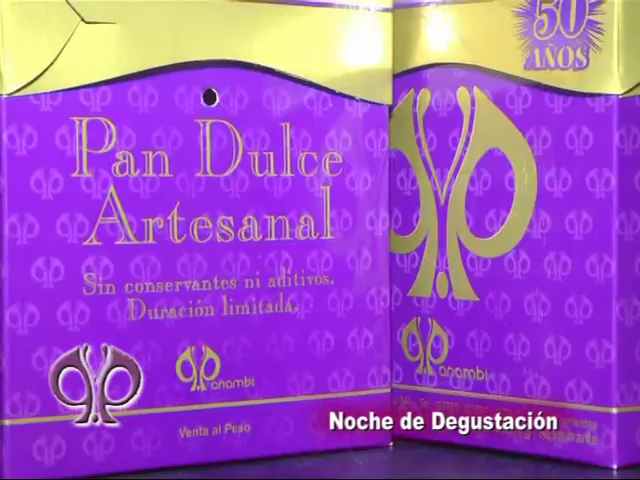 50
AÑOS
Pan Dulce
Artesanal
Sin conservantes ni aditivos.
Duración limitada.
anambi
anambi
Venta al Peso
Noche de Degustación